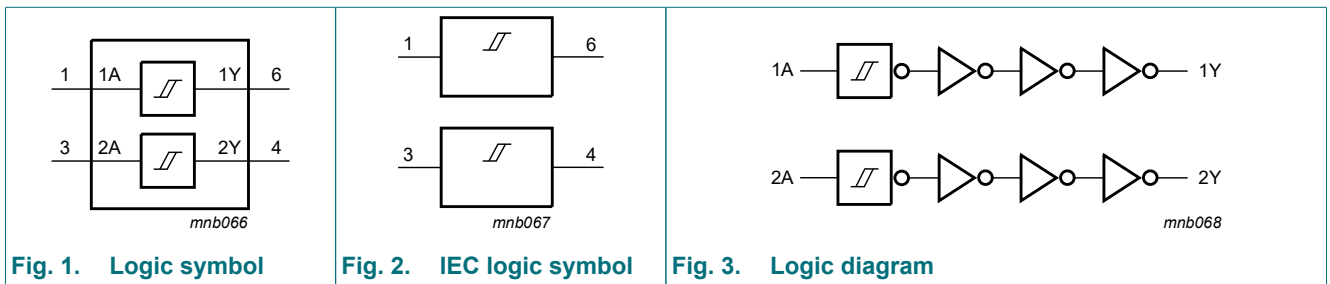 1 1A 1Y 6
3 2A 2Y 4
mnb066
Fig. 1. Logic symbol
1 6
3 4
mnb067
Fig. 2. IEC logic symbol
1A 1Y
2A 2Y
mnb068
Fig. 3. Logic diagram